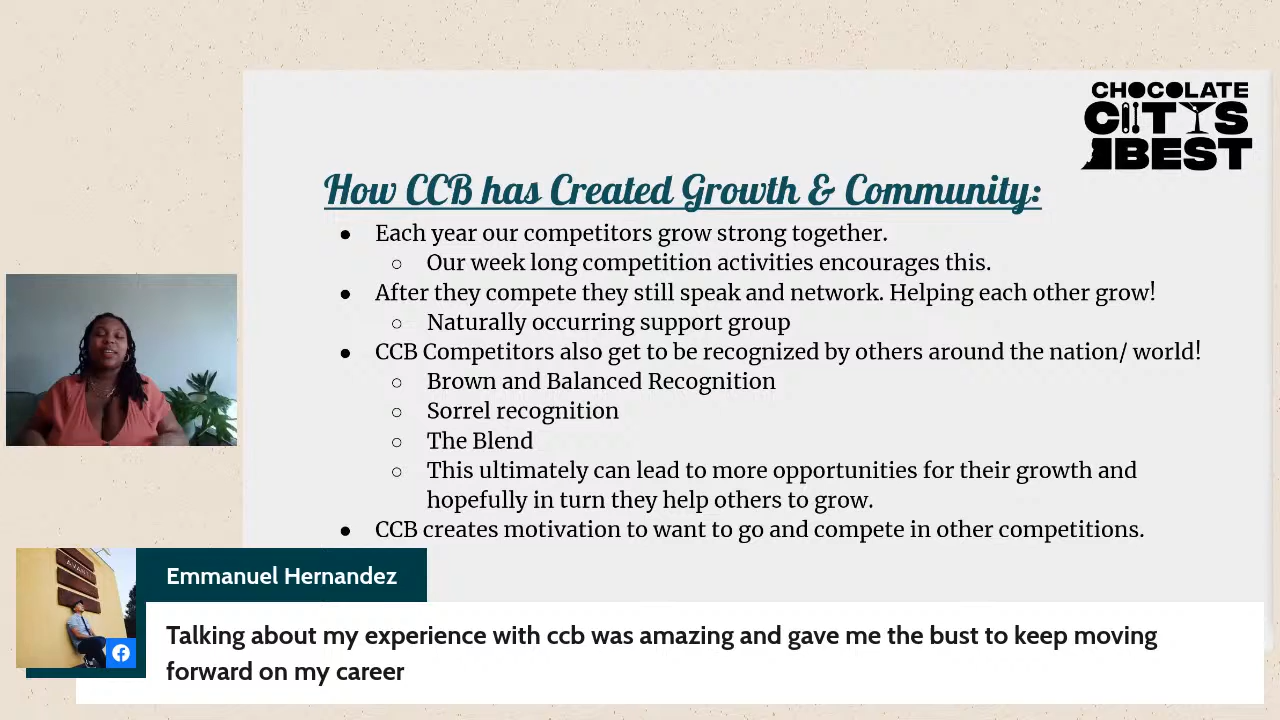 CHOCOLATE
CITY'S
BEST
How CCB has Created Growth & Community:
● Each year our competitors grow strong together.
○ Our week long competition activities encourages this.
● After they compete they still speak and network. Helping each other grow!
○ Naturally occurring support group
● CCB Competitors also get to be recognized by others around the nation/ world!
○ Brown and Balanced Recognition
○ Sorrel recognition
○ The Blend
○ This ultimately can lead to more opportunities for their growth and
hopefully in turn they help others to grow.
● CCB creates motivation to want to go and compete in other competitions.
Emmanuel Hernandez
Talking about my experience with ccb was amazing and gave me the bust to keep moving
forward on my career